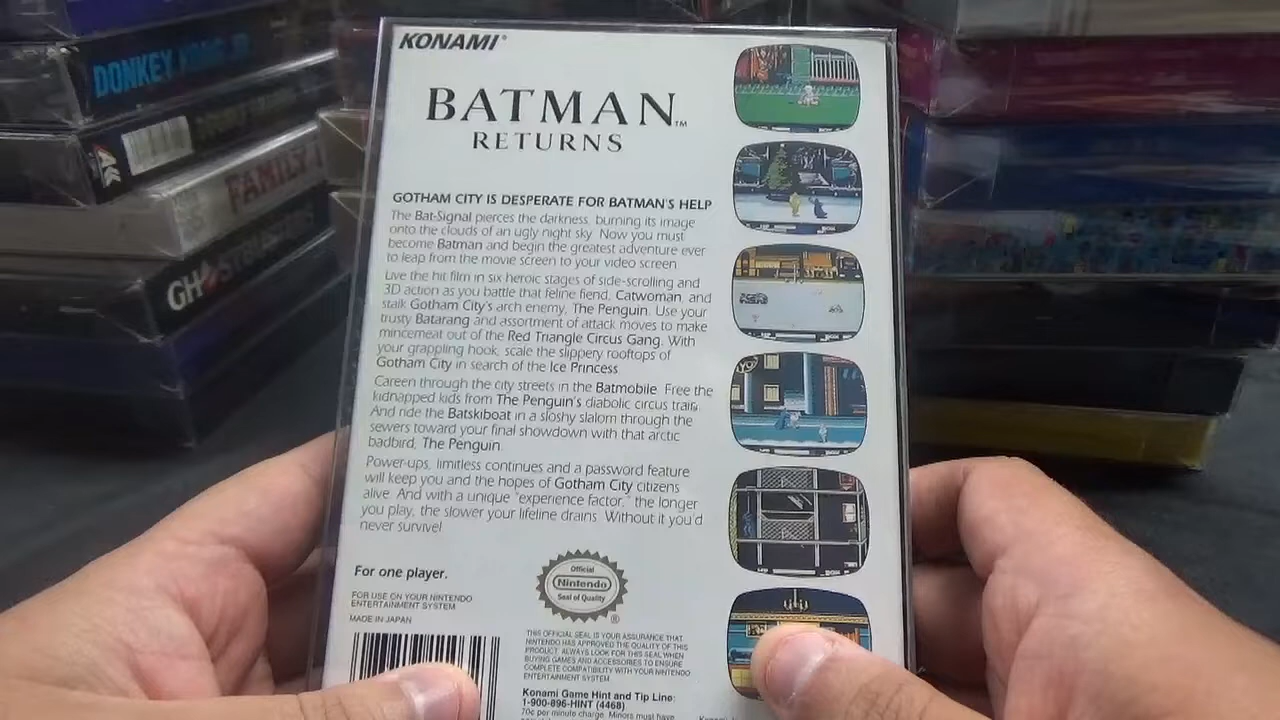 KONAMI®
BATMAN™
RETURNS
GOTHAM CITY IS DESPERATE FOR BATMAN'S HELP
The Bat-Signal pierces the darkness, burning its image
onto the clouds of an ugly night sky. Now you must
become Batman and begin the greatest adventure ever
to leap from the movie screen to your video screen.
Live the hit film in six heroic stages of side-scrolling and
3D action as you battle that feline fiend, Catwoman, and
stalk Gotham City's arch enemy, The Penguin. Use your
trusty Batarang and assortment of attack moves to make
mincemeat out of the Red Triangle Circus Gang. With
your grappling hook, scale the slippery rooftops of
Gotham City in search of the Ice Princess.
Careen through the city streets in the Batmobile. Free the
kidnapped kids from The Penguin's diabolic circus train.
And ride the Batskiboat in a sloshy slalom through the
sewers toward your final showdown with that arctic
badbird, The Penguin.
Power-ups, limitless continues and a password feature
will keep you and the hopes of Gotham City citizens
alive. And with a unique "experience factor," the longer
you play, the slower your lifeline drains. Without it you'd
never survive!
For one player.
FOR USE ON YOUR NINTENDO
ENTERTAINMENT SYSTEM
MADE IN JAPAN
Official
Nintendo
Seal of Quality
®
THIS OFFICIAL SEAL IS YOUR ASSURANCE THAT
NINTENDO HAS APPROVED THE QUALITY OF THIS
PRODUCT. ALWAYS LOOK FOR THIS SEAL WHEN
BUYING GAMES AND ACCESSORIES TO ENSURE
COMPLETE COMPATIBILITY WITH YOUR NINTENDO
ENTERTAINMENT SYSTEM.
Konami Game Hint and Tip Line:
1-900-896-HINT (4468)
70¢ per minute charge. Minors must have
DONKEY KONG JR.
FAMILY
GHOSTBUSTERS